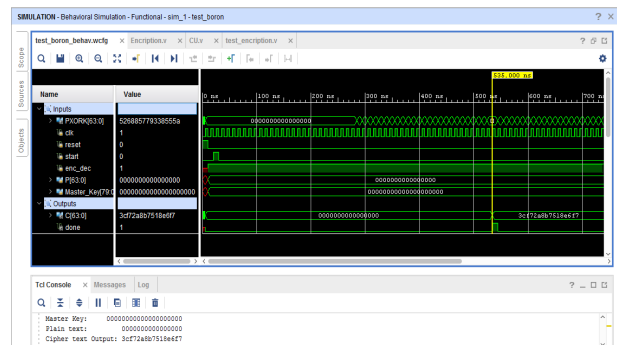 SIMULATION - Behavioral Simulation - Functional - sim_1 - test_boron
test_boron_behav.wcfg × Encription.v × CU.v × test_encription.v ×
Scope
Sources
Objects
535.000 ns
Name Value
0 ns 100 ns 200 ns 300 ns 400 ns 500 ns 600 ns 700 n
Inputs
PXORK[63:0] 526885779338555a 0000000000000000
clk 1
reset 0
start 0
enc_dec 1
P[63:0] 0000000000000000 0000000000000000
Master_Key[79:0 00000000000000000000 00000000000000000000
Outputs
C[63:0] 3cf72a8b7518e6f7 0000000000000000 3cf72a8b7518e6f7
done 1
Tcl Console × Messages Log
Master Key: 00000000000000000000
Plain text: 0000000000000000
Cipher text Output: 3cf72a8b7518e6f7